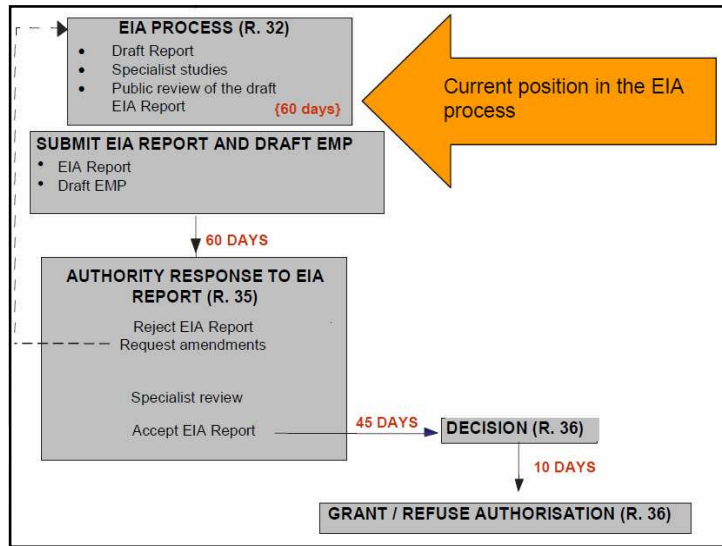 EIA PROCESS (R. 32)
• Draft Report
• Specialist studies
• Public review of the draft
EIA Report {60 days}
Current position in the EIA
process
SUBMIT EIA REPORT AND DRAFT EMP
• EIA Report
• Draft EMP
60 DAYS
AUTHORITY RESPONSE TO EIA
REPORT (R. 35)
Reject EIA Report
Request amendments
Specialist review
Accept EIA Report
45 DAYS
DECISION (R. 36)
10 DAYS
GRANT / REFUSE AUTHORISATION (R. 36)